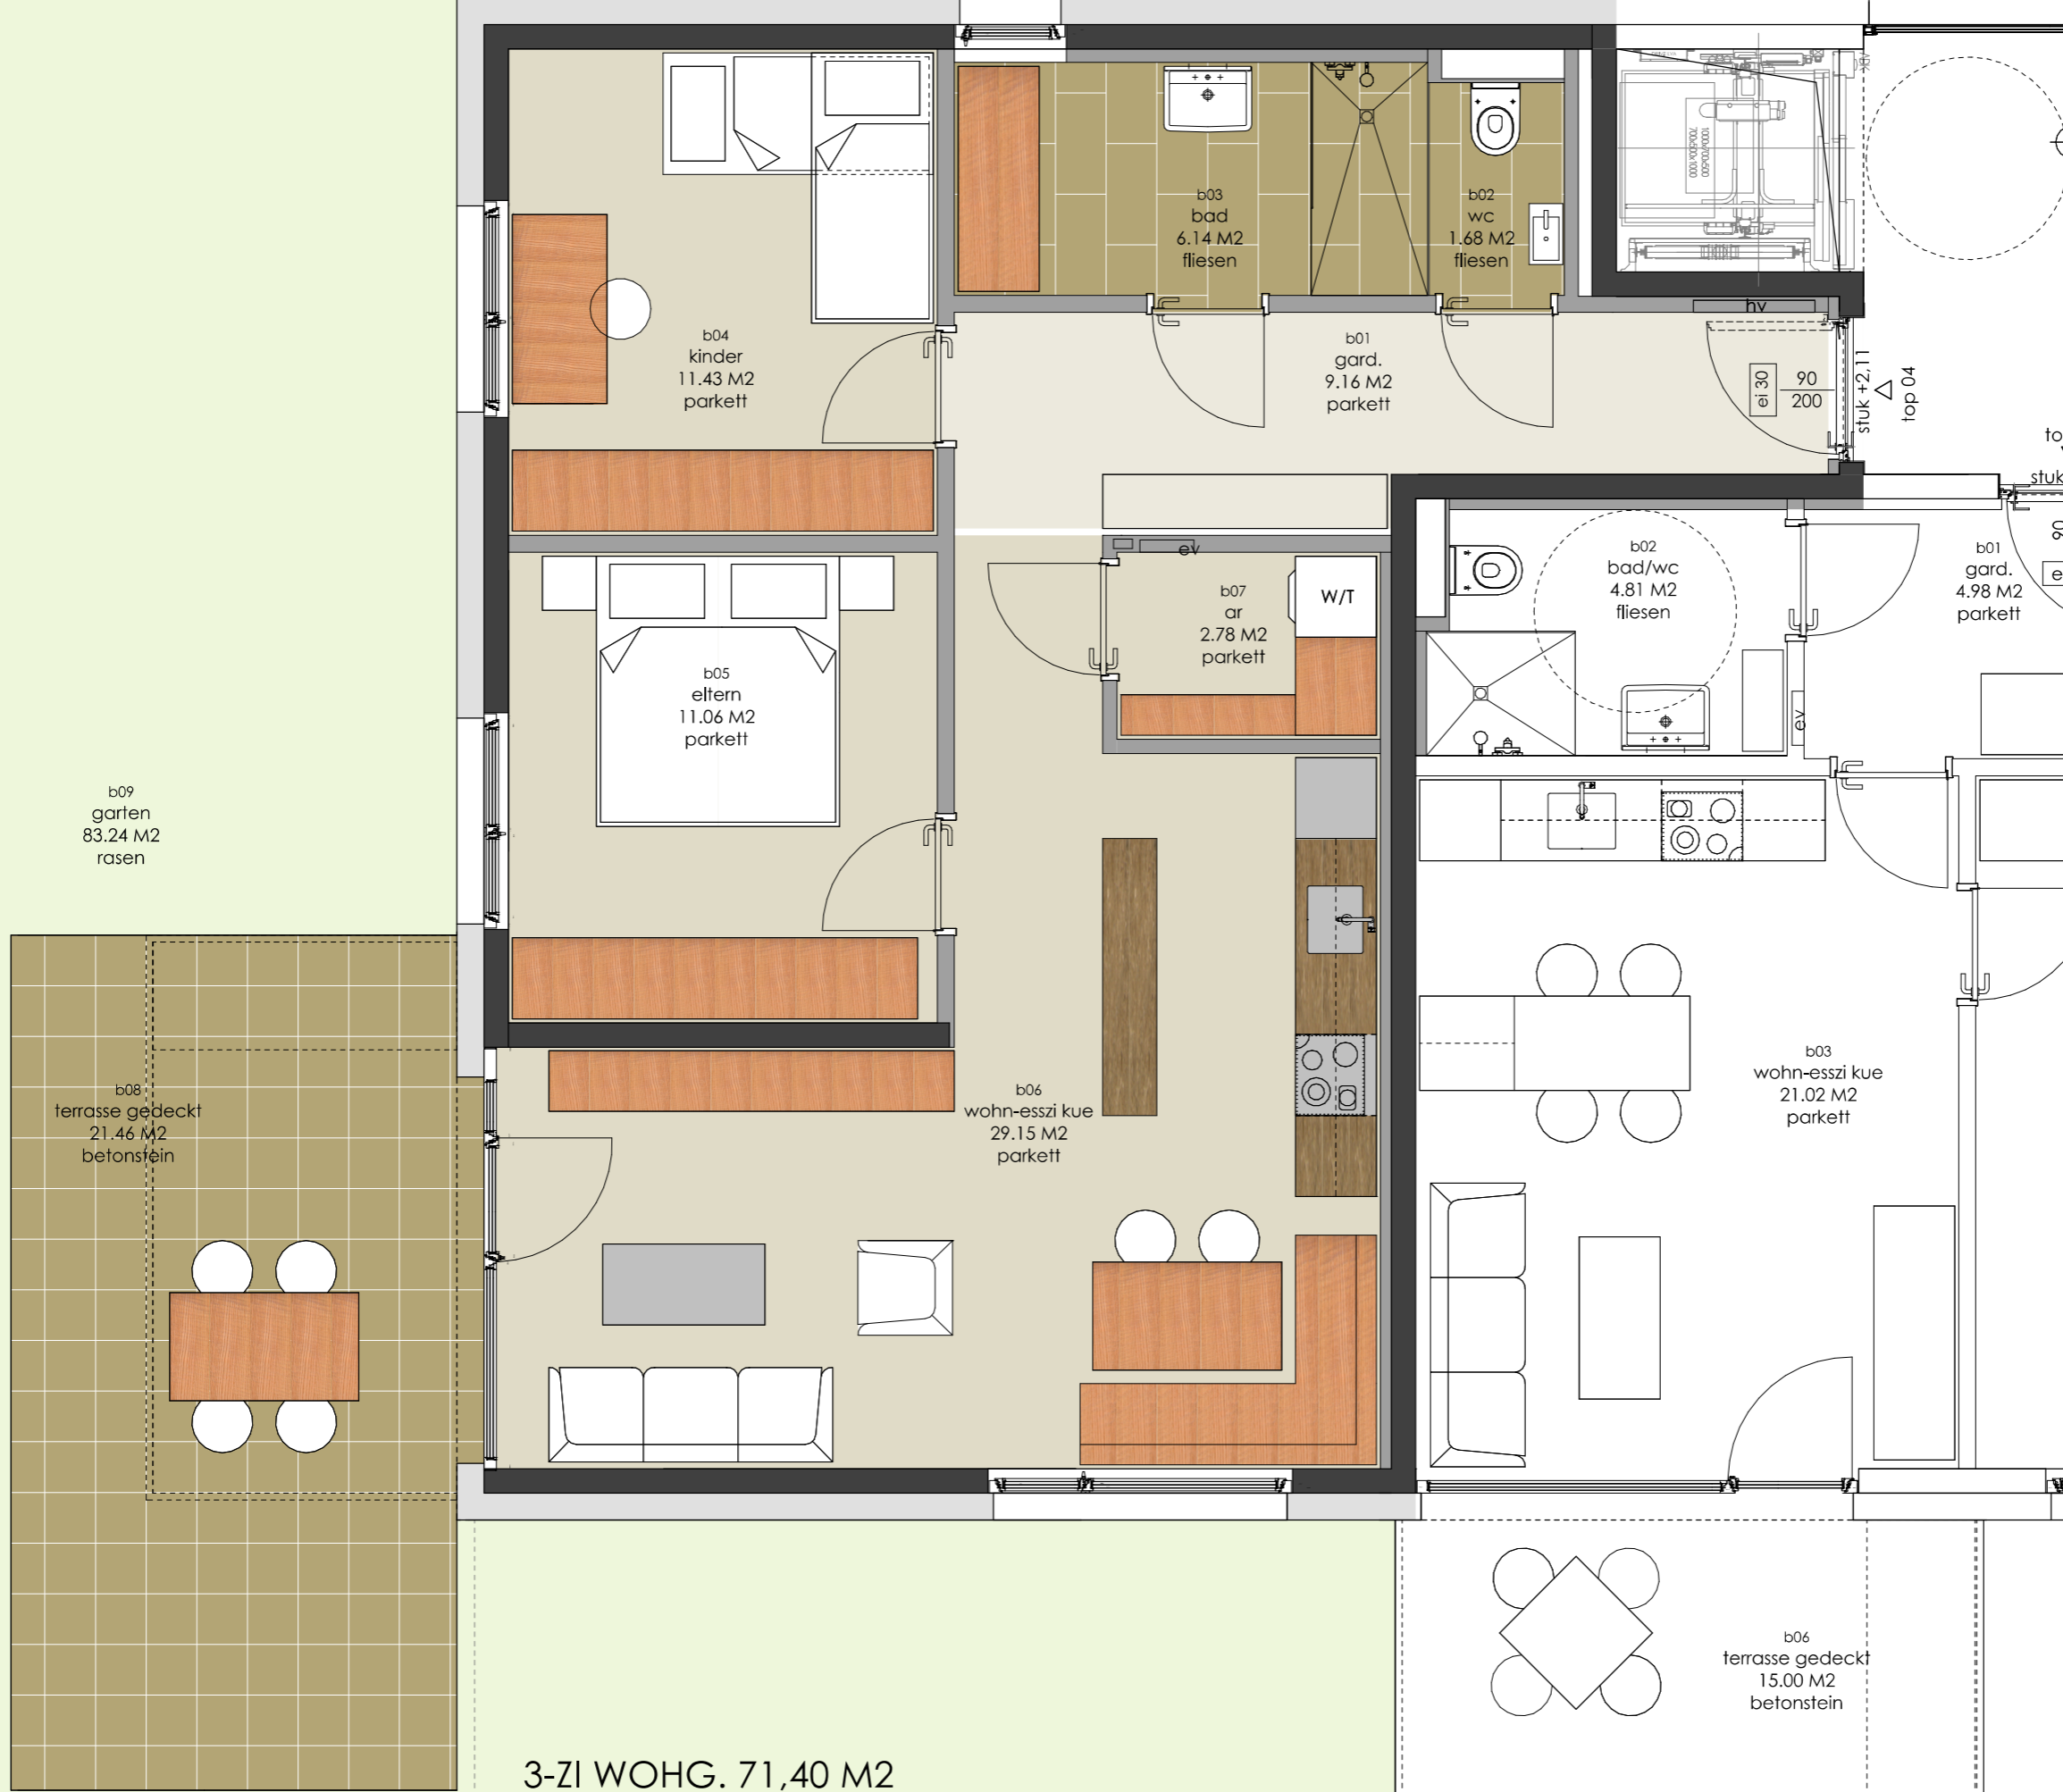 b03
bad
6.14 M2
fliesen
b02
wc
1.68 M2
fliesen
1000x700x500
700x500x1000
hv
b04
kinder
11.43 M2
parkett
b01
gard.
9.16 M2
parkett
ei 30
90
200
stuk +2,11
top 04
stuk
90
ev
b07
ar
2.78 M2
parkett
W/T
b02
bad/wc
4.81 M2
fliesen
b01
gard.
4.98 M2
parkett
ev
b05
eltern
11.06 M2
parkett
b09
garten
83.24 M2
rasen
b08
terrasse gedeckt
21.46 M2
betonstein
b06
wohn-esszi kue
29.15 M2
parkett
b03
wohn-esszi kue
21.02 M2
parkett
b06
terrasse gedeckt
15.00 M2
betonstein
3-ZI WOHG. 71,40 M2